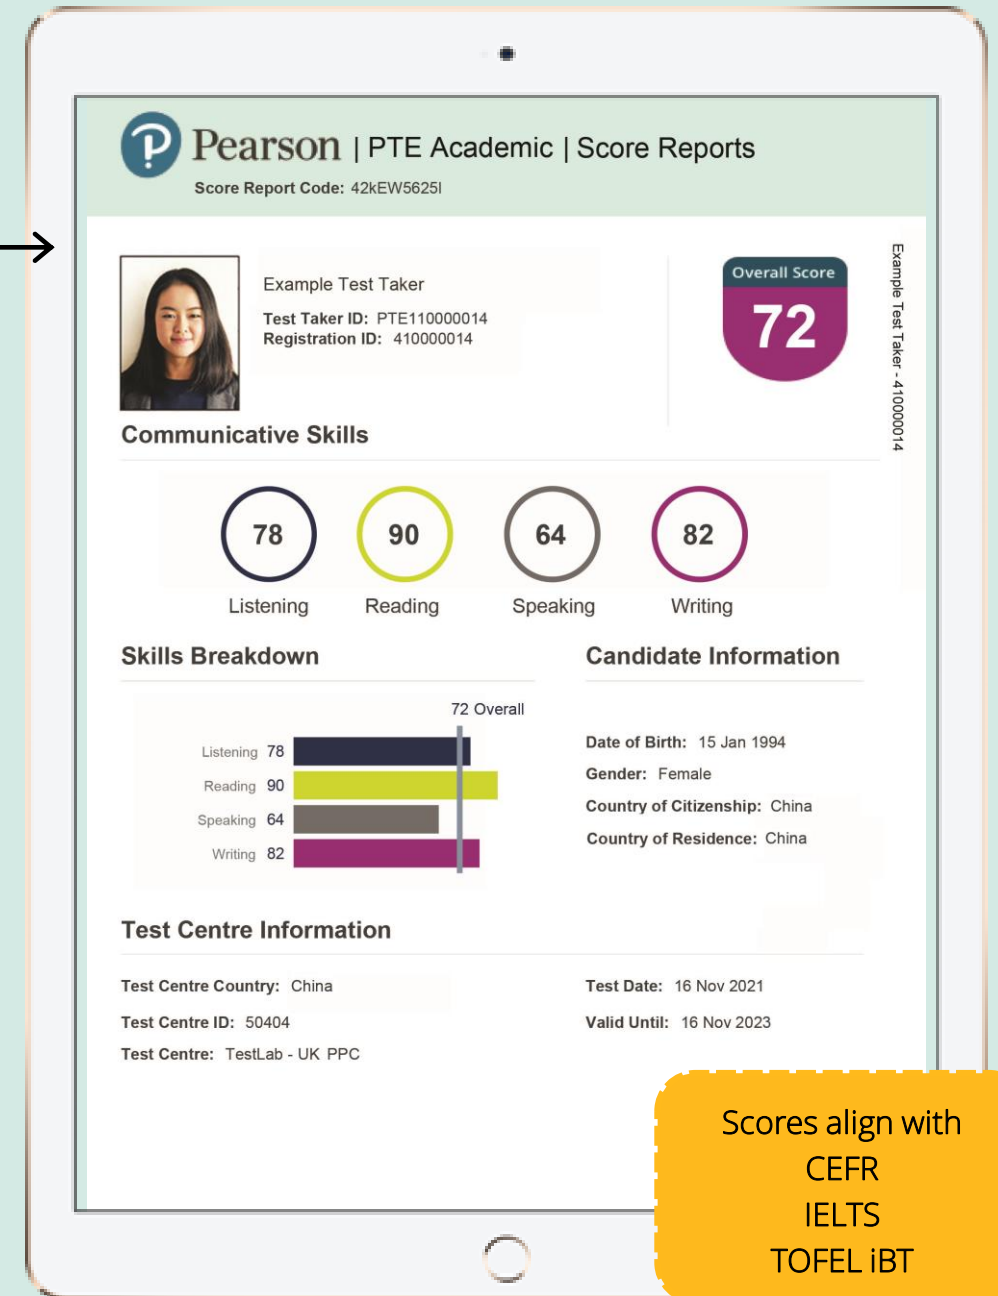 Pearson | PTE Academic | Score Reports
Score Report Code: 42kEW5625I
Example Test Taker
Test Taker ID: PTE110000014
Registration ID: 410000014
Overall Score
72
Example Test Taker - 410000014
Communicative Skills
78 90 64 82
Listening Reading Speaking Writing
Skills Breakdown
72 Overall
Listening 78
Reading 90
Speaking 64
Writing 82
Candidate Information
Date of Birth: 15 Jan 1994
Gender: Female
Country of Citizenship: China
Country of Residence: China
Test Centre Information
Test Centre Country: China
Test Centre ID: 50404
Test Centre: TestLab - UK PPC
Test Date: 16 Nov 2021
Valid Until: 16 Nov 2023
Scores align with
CEFR
IELTS
TOFEL iBT